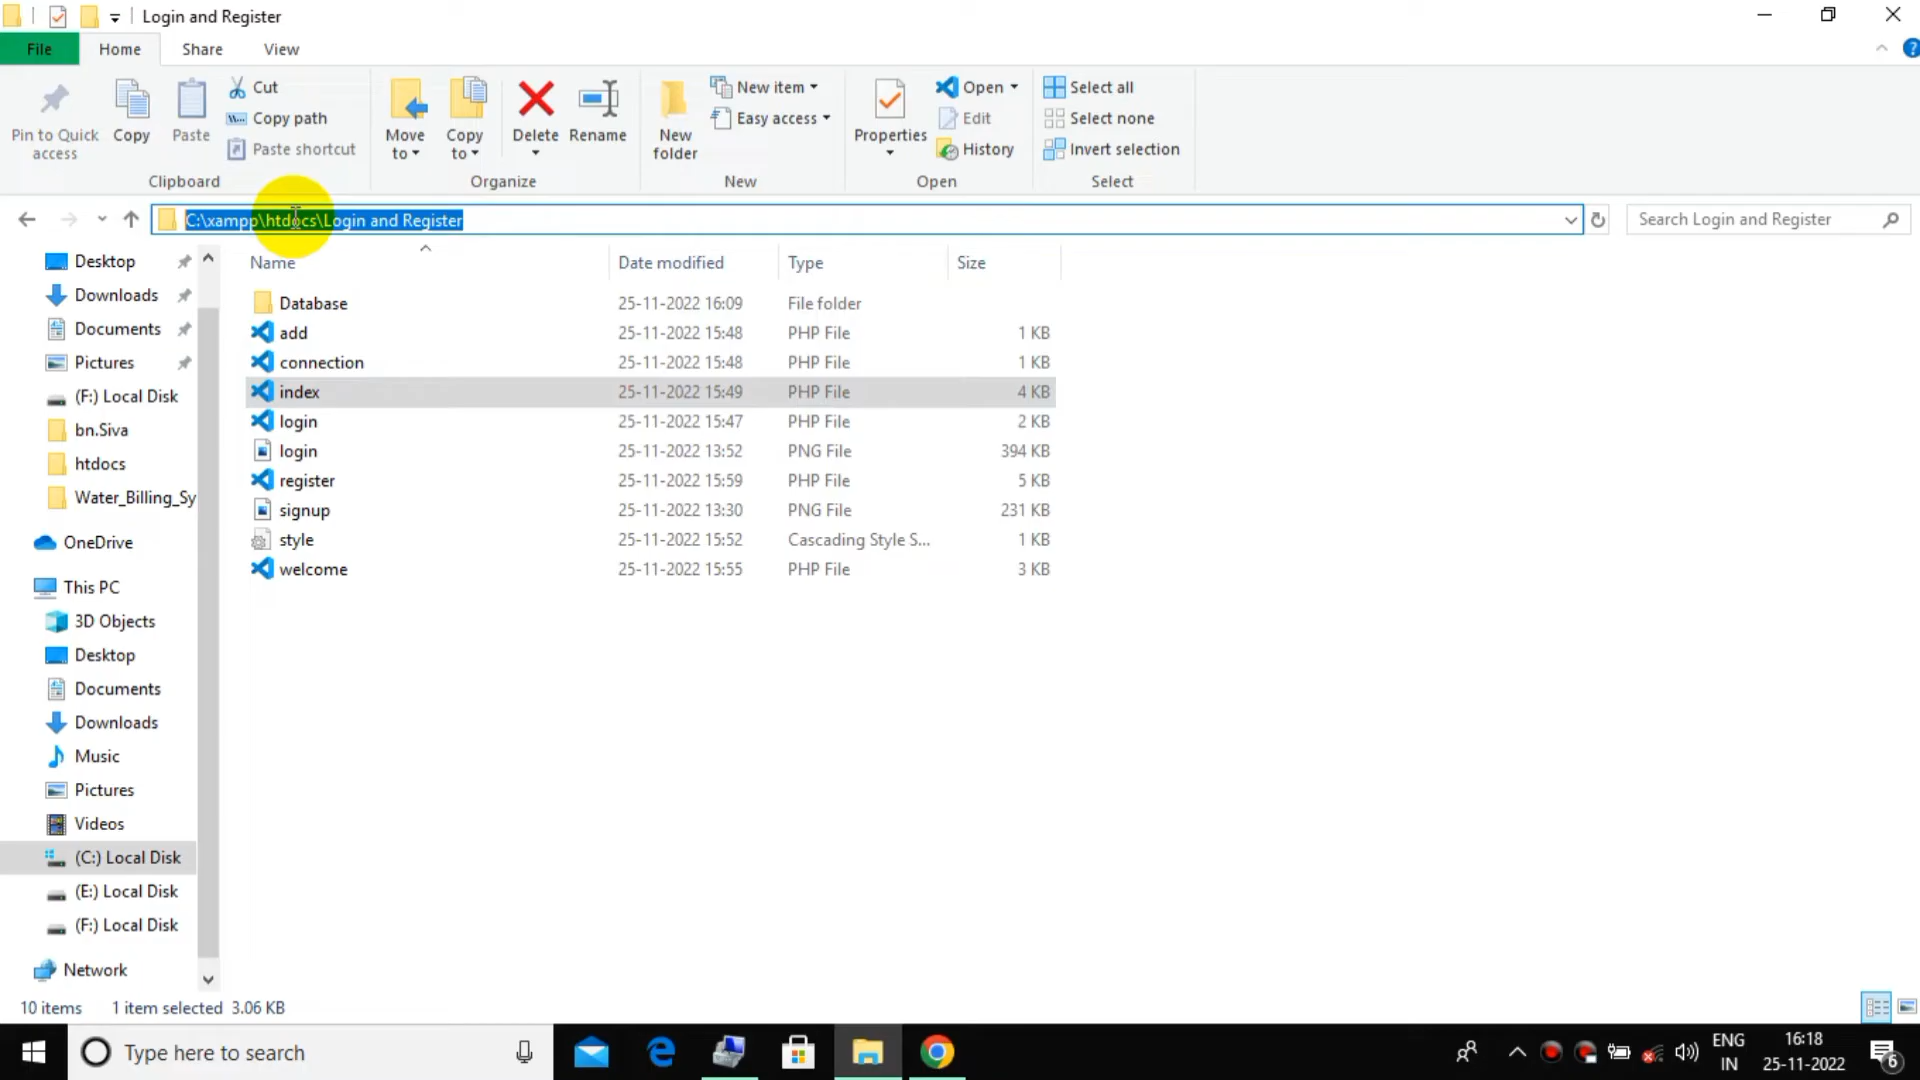 Login and Register
File Home Share View
Pin to Quick access
Copy
Paste
Cut
Copy path
Paste shortcut
Move to
Copy to
Delete
Rename
New folder
New item
Easy access
Properties
Open
Edit
History
Select all
Select none
Invert selection
Clipboard Organize New Open Select
C:\xampp\htdocs\Login and Register
Search Login and Register
Desktop
Downloads
Documents
Pictures
(F:) Local Disk
bn.Siva
htdocs
Water_Billing_Sy
OneDrive
This PC
3D Objects
Desktop
Documents
Downloads
Music
Pictures
Videos
(C:) Local Disk
(E:) Local Disk
(F:) Local Disk
Network
Name Date modified Type Size
Database 25-11-2022 16:09 File folder
add 25-11-2022 15:48 PHP File 1 KB
connection 25-11-2022 15:48 PHP File 1 KB
index 25-11-2022 15:49 PHP File 4 KB
login 25-11-2022 15:47 PHP File 2 KB
login 25-11-2022 13:52 PNG File 394 KB
register 25-11-2022 15:59 PHP File 5 KB
signup 25-11-2022 13:30 PNG File 231 KB
style 25-11-2022 15:52 Cascading Style S... 1 KB
welcome 25-11-2022 15:55 PHP File 3 KB
10 items 1 item selected 3.06 KB
Type here to search
ENG
IN
16:18
25-11-2022
6